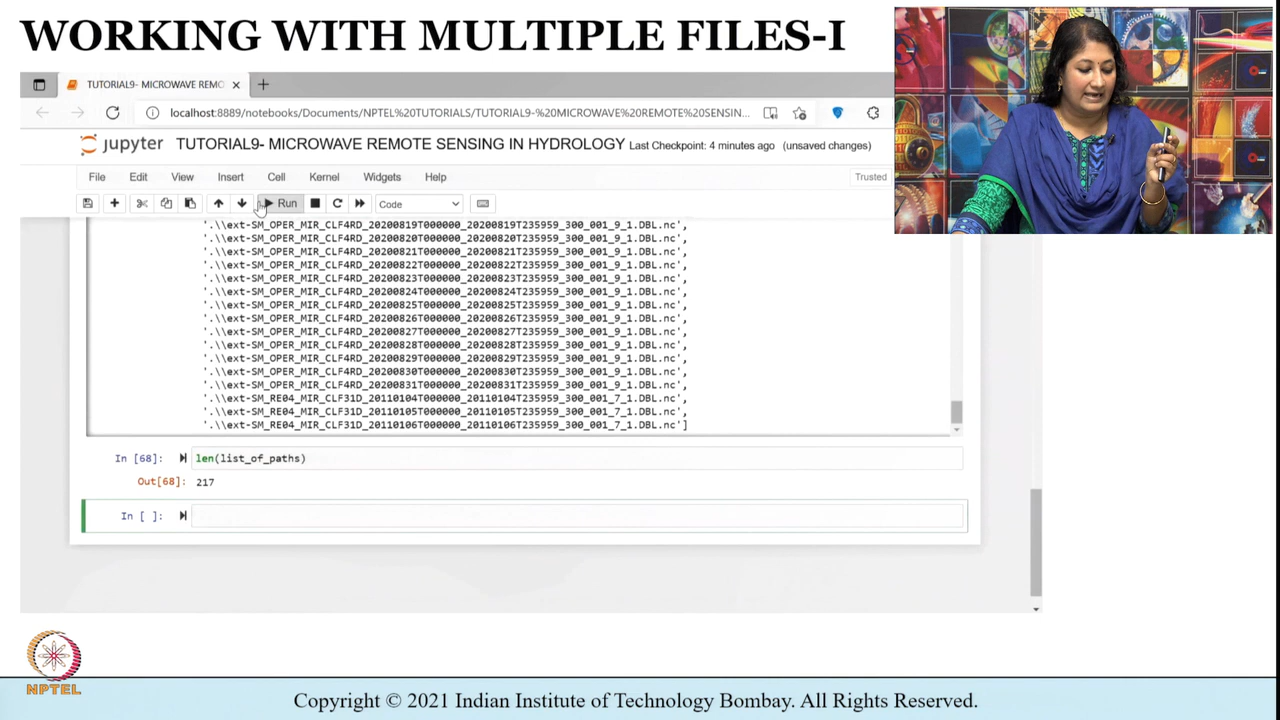 WORKING WITH MULTIPLE FILES-I
TUTORIAL9- MICROWAVE REMO
localhost:8889/notebooks/Documents/NPTEL%20TUTORIALS/TUTORIAL9-%20MICROWAVE%20REMOTE%20SENSIN...
jupyter TUTORIAL9- MICROWAVE REMOTE SENSING IN HYDROLOGY Last Checkpoint: 4 minutes ago (unsaved changes)
File Edit View Insert Cell Kernel Widgets Help Trusted
Run Code
'.\\ext-SM_OPER_MIR_CLF4RD_20200819T000000_20200819T235959_300_001_9_1.DBL.nc',
'.\\ext-SM_OPER_MIR_CLF4RD_20200820T000000_20200820T235959_300_001_9_1.DBL.nc',
'.\\ext-SM_OPER_MIR_CLF4RD_20200821T000000_20200821T235959_300_001_9_1.DBL.nc',
'.\\ext-SM_OPER_MIR_CLF4RD_20200822T000000_20200822T235959_300_001_9_1.DBL.nc',
'.\\ext-SM_OPER_MIR_CLF4RD_20200823T000000_20200823T235959_300_001_9_1.DBL.nc',
'.\\ext-SM_OPER_MIR_CLF4RD_20200824T000000_20200824T235959_300_001_9_1.DBL.nc',
'.\\ext-SM_OPER_MIR_CLF4RD_20200825T000000_20200825T235959_300_001_9_1.DBL.nc',
'.\\ext-SM_OPER_MIR_CLF4RD_20200826T000000_20200826T235959_300_001_9_1.DBL.nc',
'.\\ext-SM_OPER_MIR_CLF4RD_20200827T000000_20200827T235959_300_001_9_1.DBL.nc',
'.\\ext-SM_OPER_MIR_CLF4RD_20200828T000000_20200828T235959_300_001_9_1.DBL.nc',
'.\\ext-SM_OPER_MIR_CLF4RD_20200829T000000_20200829T235959_300_001_9_1.DBL.nc',
'.\\ext-SM_OPER_MIR_CLF4RD_20200830T000000_20200830T235959_300_001_9_1.DBL.nc',
'.\\ext-SM_OPER_MIR_CLF4RD_20200831T000000_20200831T235959_300_001_9_1.DBL.nc',
'.\\ext-SM_RE04_MIR_CLF31D_20110104T000000_20110104T235959_300_001_7_1.DBL.nc',
'.\\ext-SM_RE04_MIR_CLF31D_20110105T000000_20110105T235959_300_001_7_1.DBL.nc',
'.\\ext-SM_RE04_MIR_CLF31D_20110106T000000_20110106T235959_300_001_7_1.DBL.nc']
In [68]: len(list_of_paths)
Out[68]: 217
In [ ]:
NPTEL
Copyright © 2021 Indian Institute of Technology Bombay. All Rights Reserved.